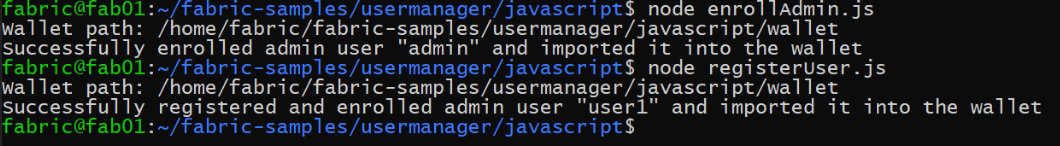 fabric@fab01:~/fabric-samples/usermanager/javascript$ node enrollAdmin.js
Wallet path: /home/fabric/fabric-samples/usermanager/javascript/wallet
Successfully enrolled admin user "admin" and imported it into the wallet
fabric@fab01:~/fabric-samples/usermanager/javascript$ node registerUser.js
Wallet path: /home/fabric/fabric-samples/usermanager/javascript/wallet
Successfully registered and enrolled admin user "user1" and imported it into the wallet
fabric@fab01:~/fabric-samples/usermanager/javascript$